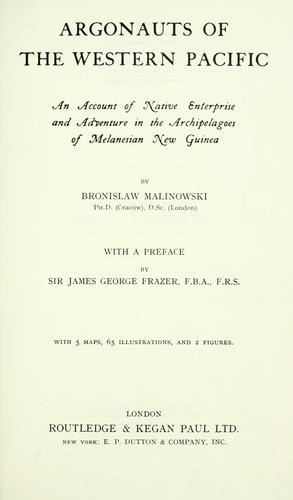 ARGONAUTS OF
THE WESTERN PACIFIC
An Account of Native Enterprise
and Adventure in the Archipelagoes
of Melanesian New Guinea
BY
BRONISLAW MALINOWSKI
Ph.D. (Cracow), D.Sc. (London)
WITH A PREFACE
BY
SIR JAMES GEORGE FRAZER, F.B.A., F.R.S.
WITH 5 MAPS, 65 ILLUSTRATIONS, AND 2 FIGURES.
LONDON
ROUTLEDGE & KEGAN PAUL LTD.
NEW YORK: E. P. DUTTON & COMPANY, INC.